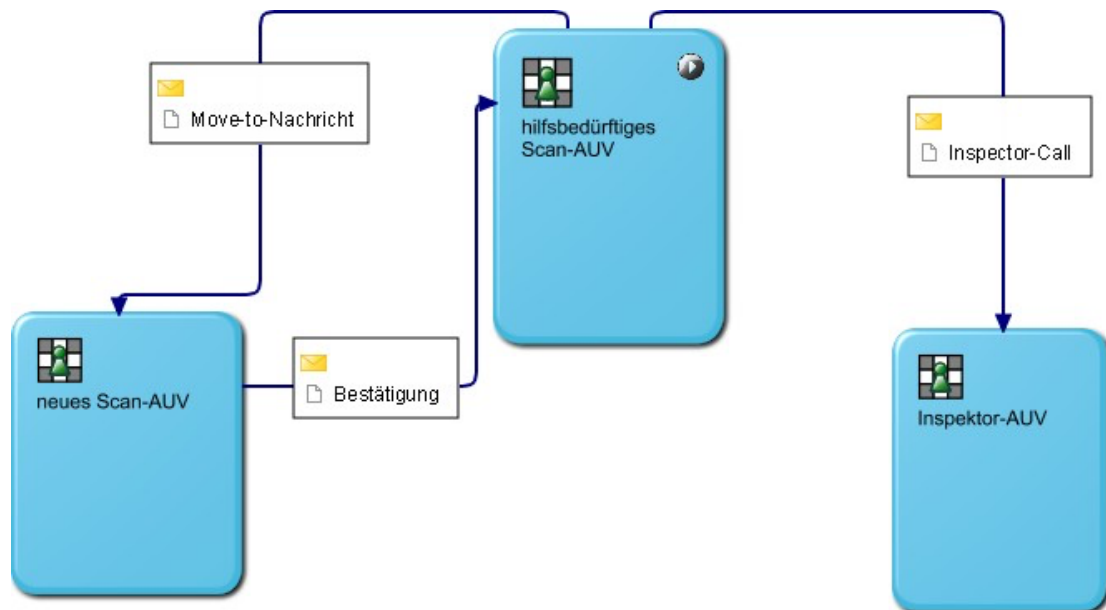 Move-to-Nachricht
hilfsbedürftiges
Scan-AUV
Inspector-Call
neues Scan-AUV
Bestätigung
Inspektor-AUV